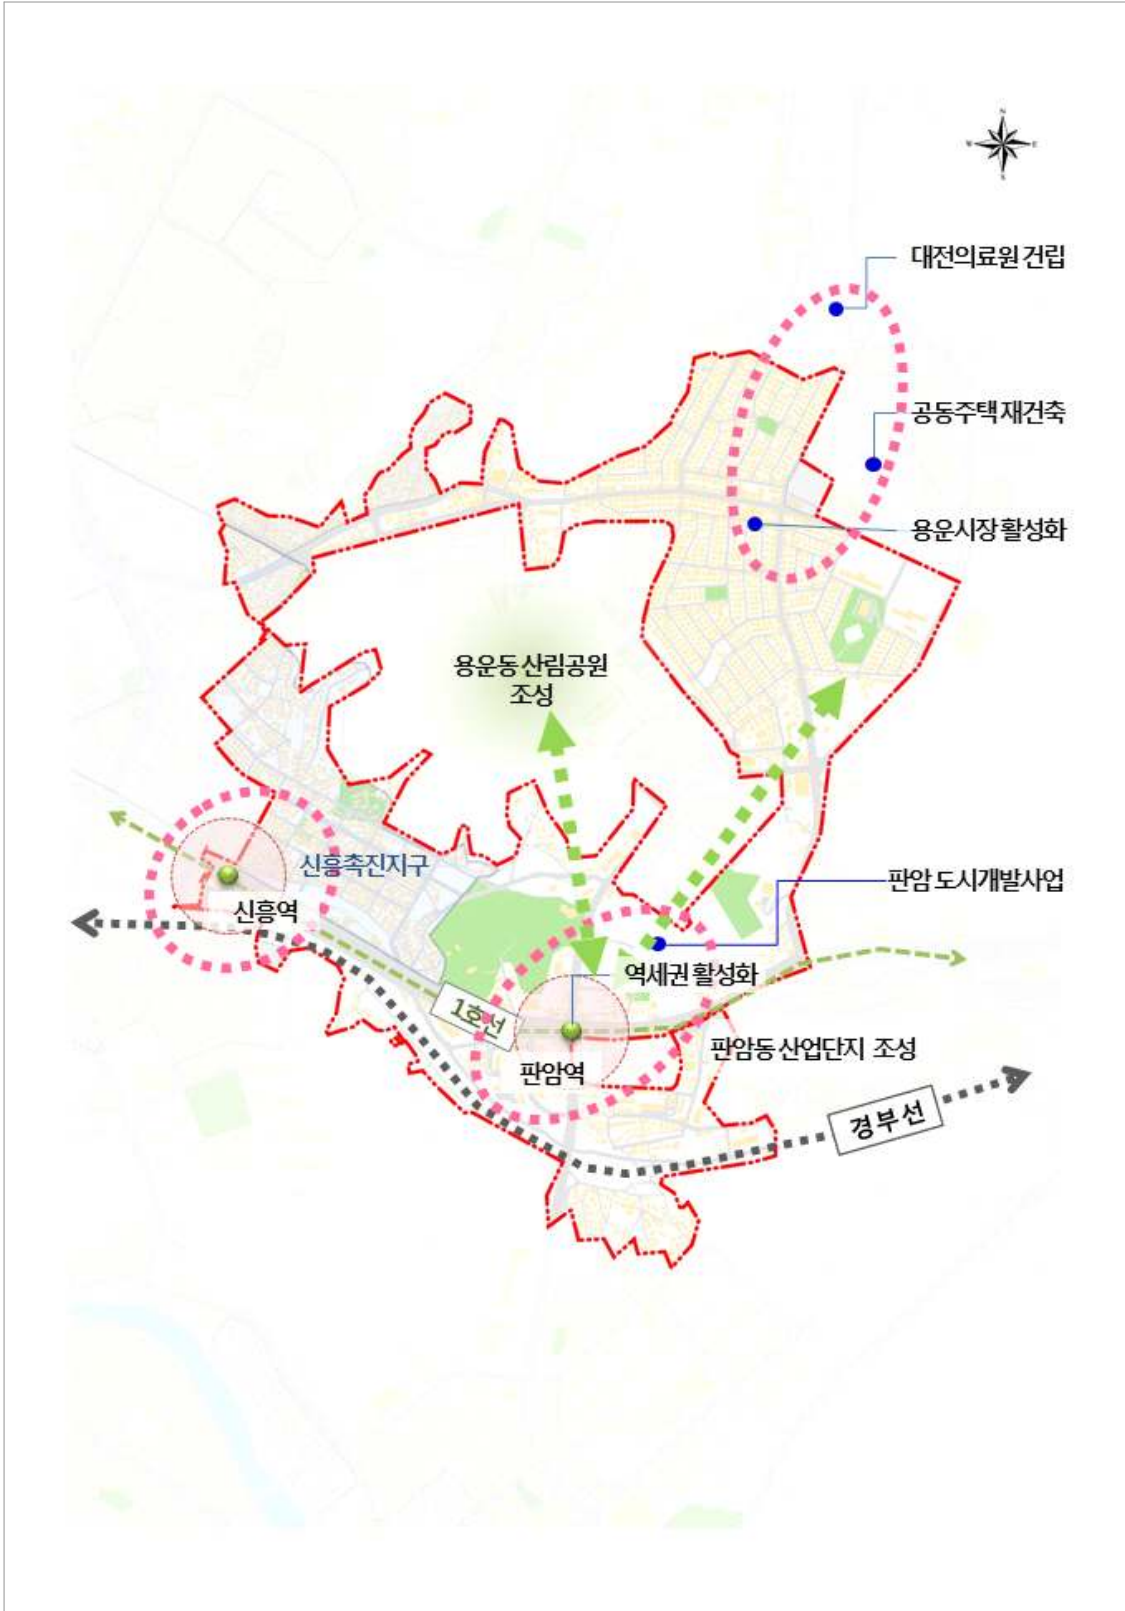 N
W
E
S
대전의료원 건립
공동주택 재건축
용운시장 활성화
용운동 산림공원
조성
신흥촉진지구
판암 도시개발사업
신흥역
역세권 활성화
1호선
판암동 산업단지 조성
판암역
경부선